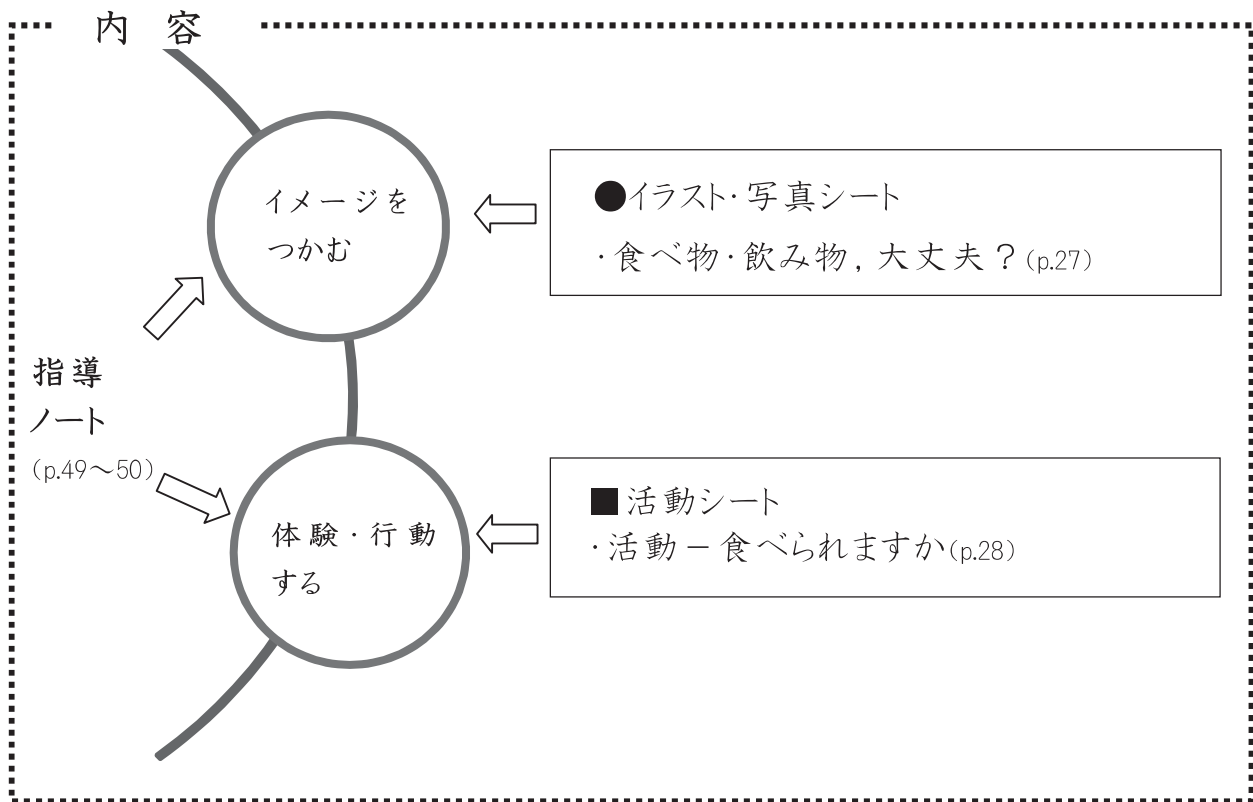 内 容
イメージを
つかむ
●イラスト・写真シート
・食べ物・飲み物，大丈夫？(p.27)
指導
ノート
(p.49～50)
体験・行動
する
■活動シート
・活動－食べられますか(p.28)